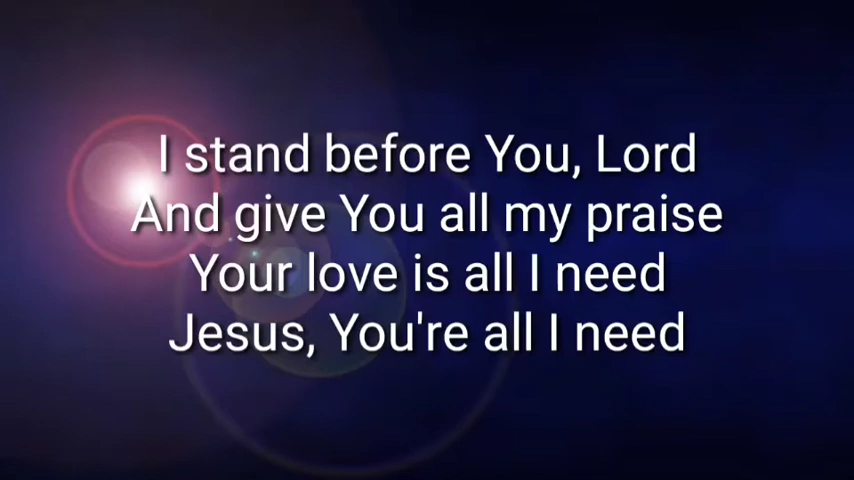 I stand before You, Lord
And give You all my praise
Your love is all I need
Jesus, You're all I need